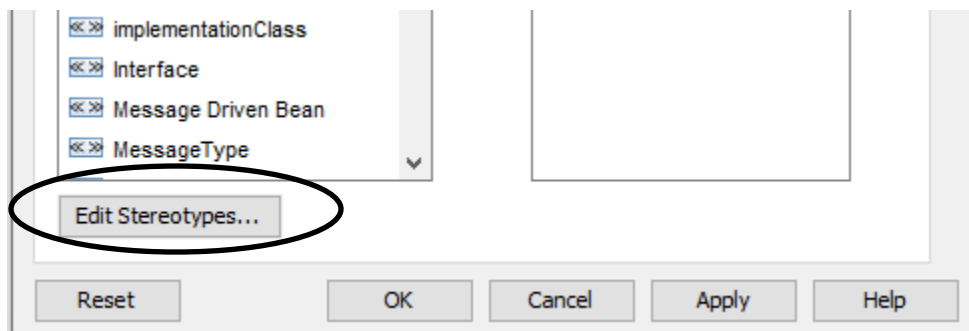 implementationClass
Interface
Message Driven Bean
MessageType
Edit Stereotypes...
Reset OK Cancel Apply Help